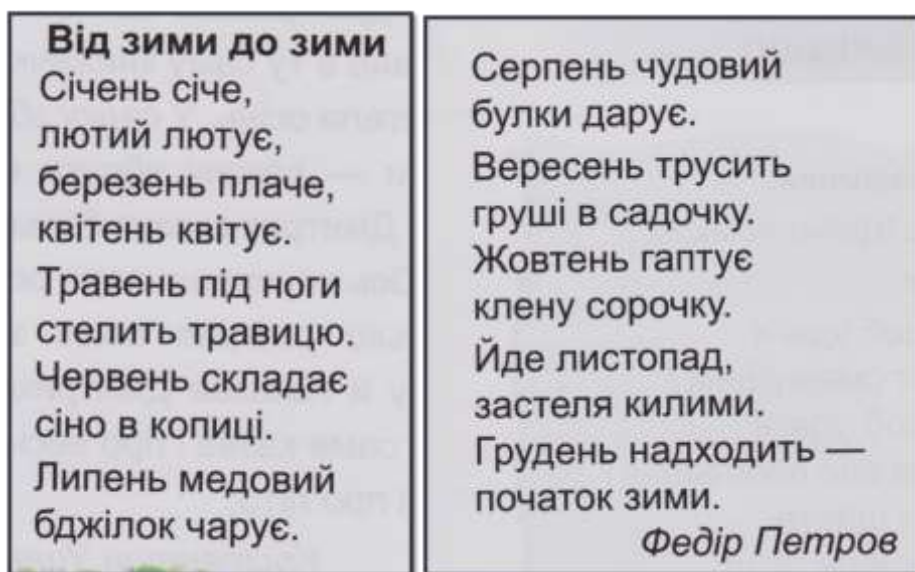 Від зими до зими
Січень січе,
лютий лютує,
березень плаче,
квітень квітує.
Травень під ноги
стелить травицю.
Червень складає
сіно в копиці.
Липень медовий
бджілок чарує.
Серпень чудовий
булки дарує.
Вересень трусить
груші в садочку.
Жовтень гаптує
клену сорочку.
Йде листопад,
застеля килими.
Грудень надходить —
початок зими.
Федір Петров